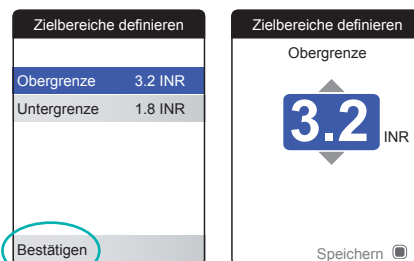 Zielbereiche definieren
Obergrenze 3.2 INR
Untergrenze 1.8 INR
Bestätigen
Zielbereiche definieren
Obergrenze
3.2 INR
Speichern